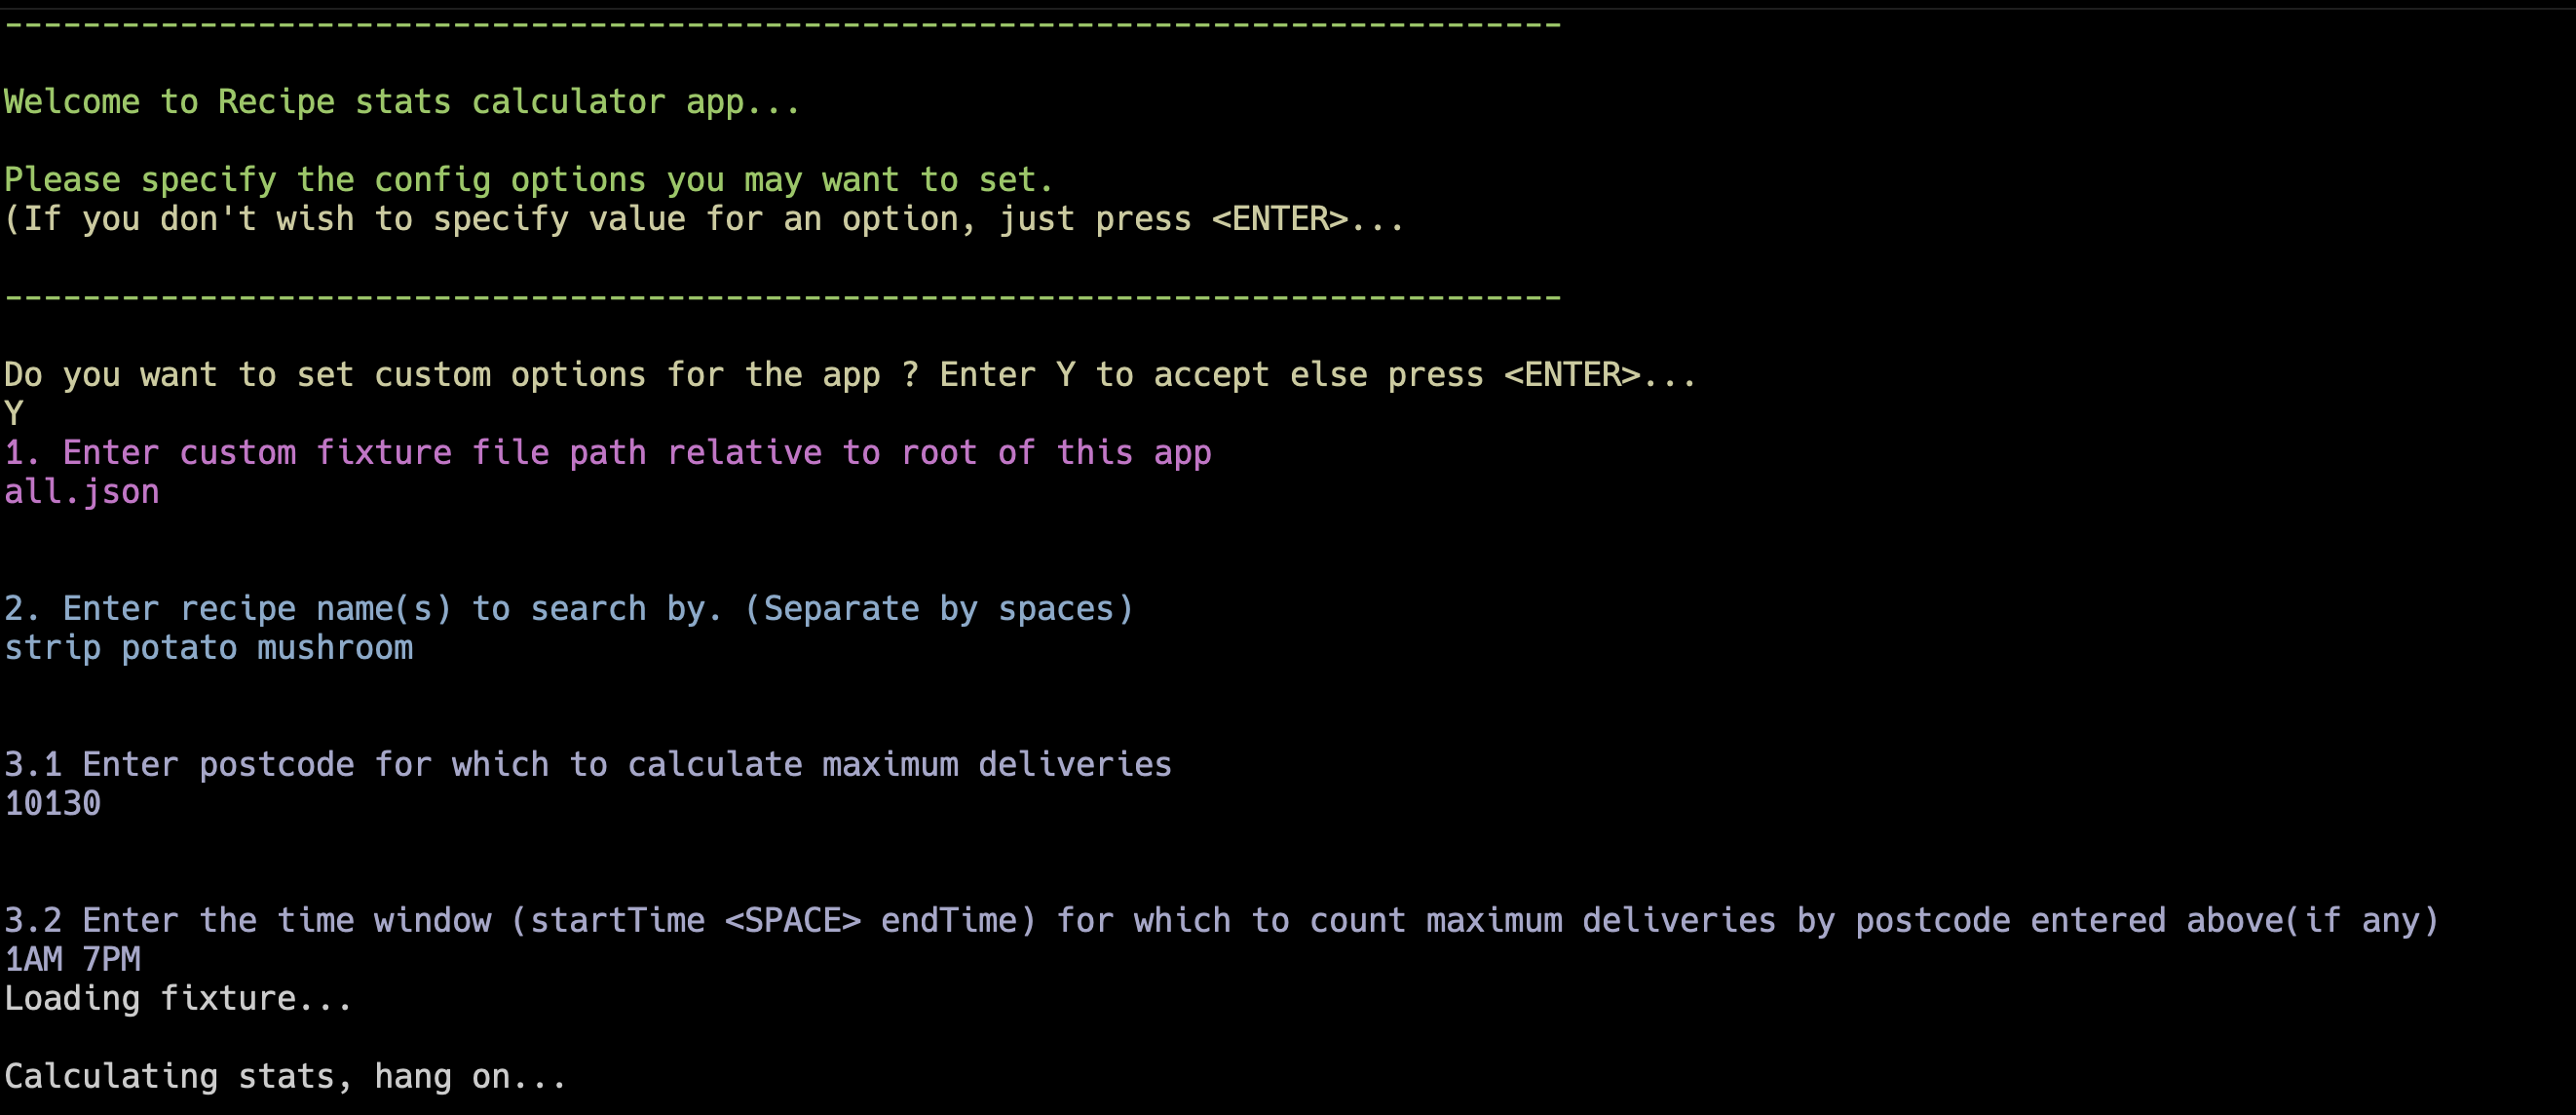 --------------------------------------------------------------------------------
Welcome to Recipe stats calculator app...
Please specify the config options you may want to set.
(If you don't wish to specify value for an option, just press <ENTER>...
--------------------------------------------------------------------------------
Do you want to set custom options for the app ? Enter Y to accept else press <ENTER>...
Y
1. Enter custom fixture file path relative to root of this app
all.json
2. Enter recipe name(s) to search by. (Separate by spaces)
strip potato mushroom
3.1 Enter postcode for which to calculate maximum deliveries
10130
3.2 Enter the time window (startTime <SPACE> endTime) for which to count maximum deliveries by postcode entered above(if any)
1AM 7PM
Loading fixture...
Calculating stats, hang on...